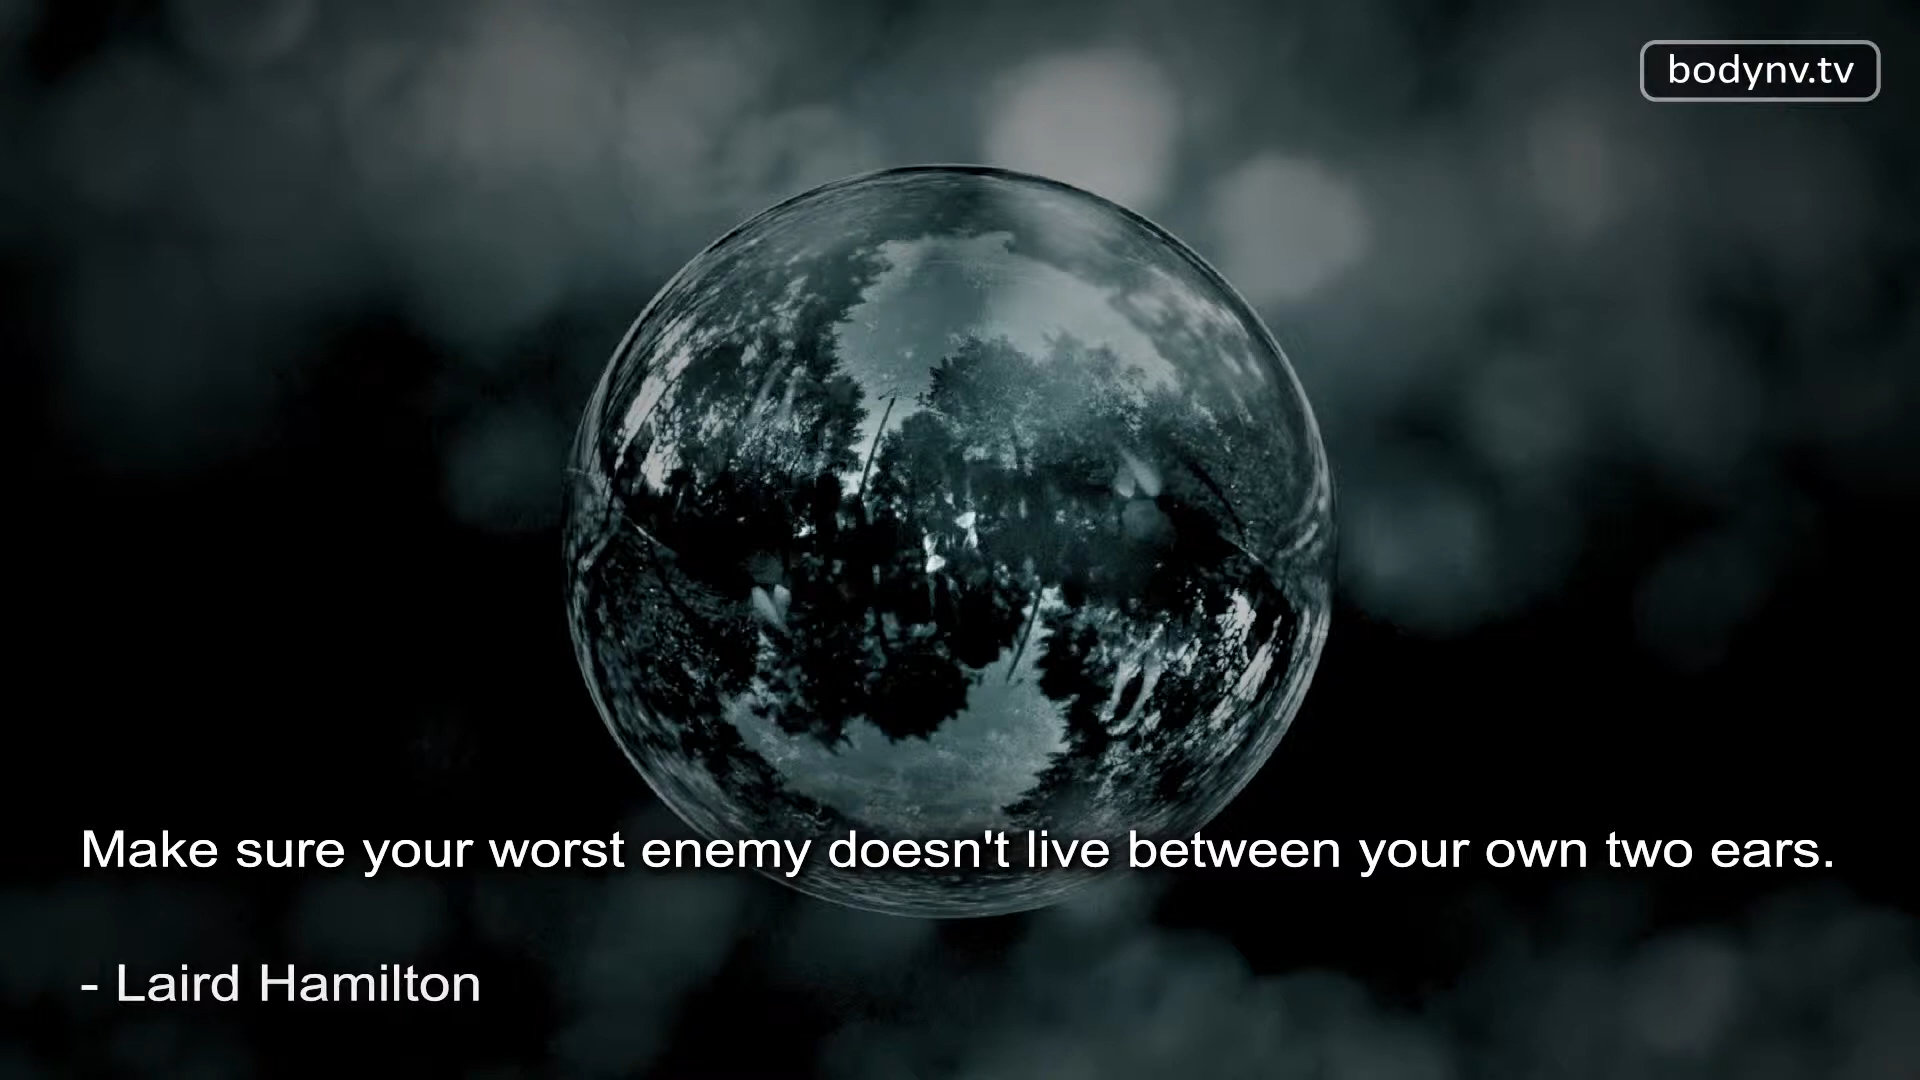 bodynv.tv
Make sure your worst enemy doesn't live between your own two ears.
- Laird Hamilton